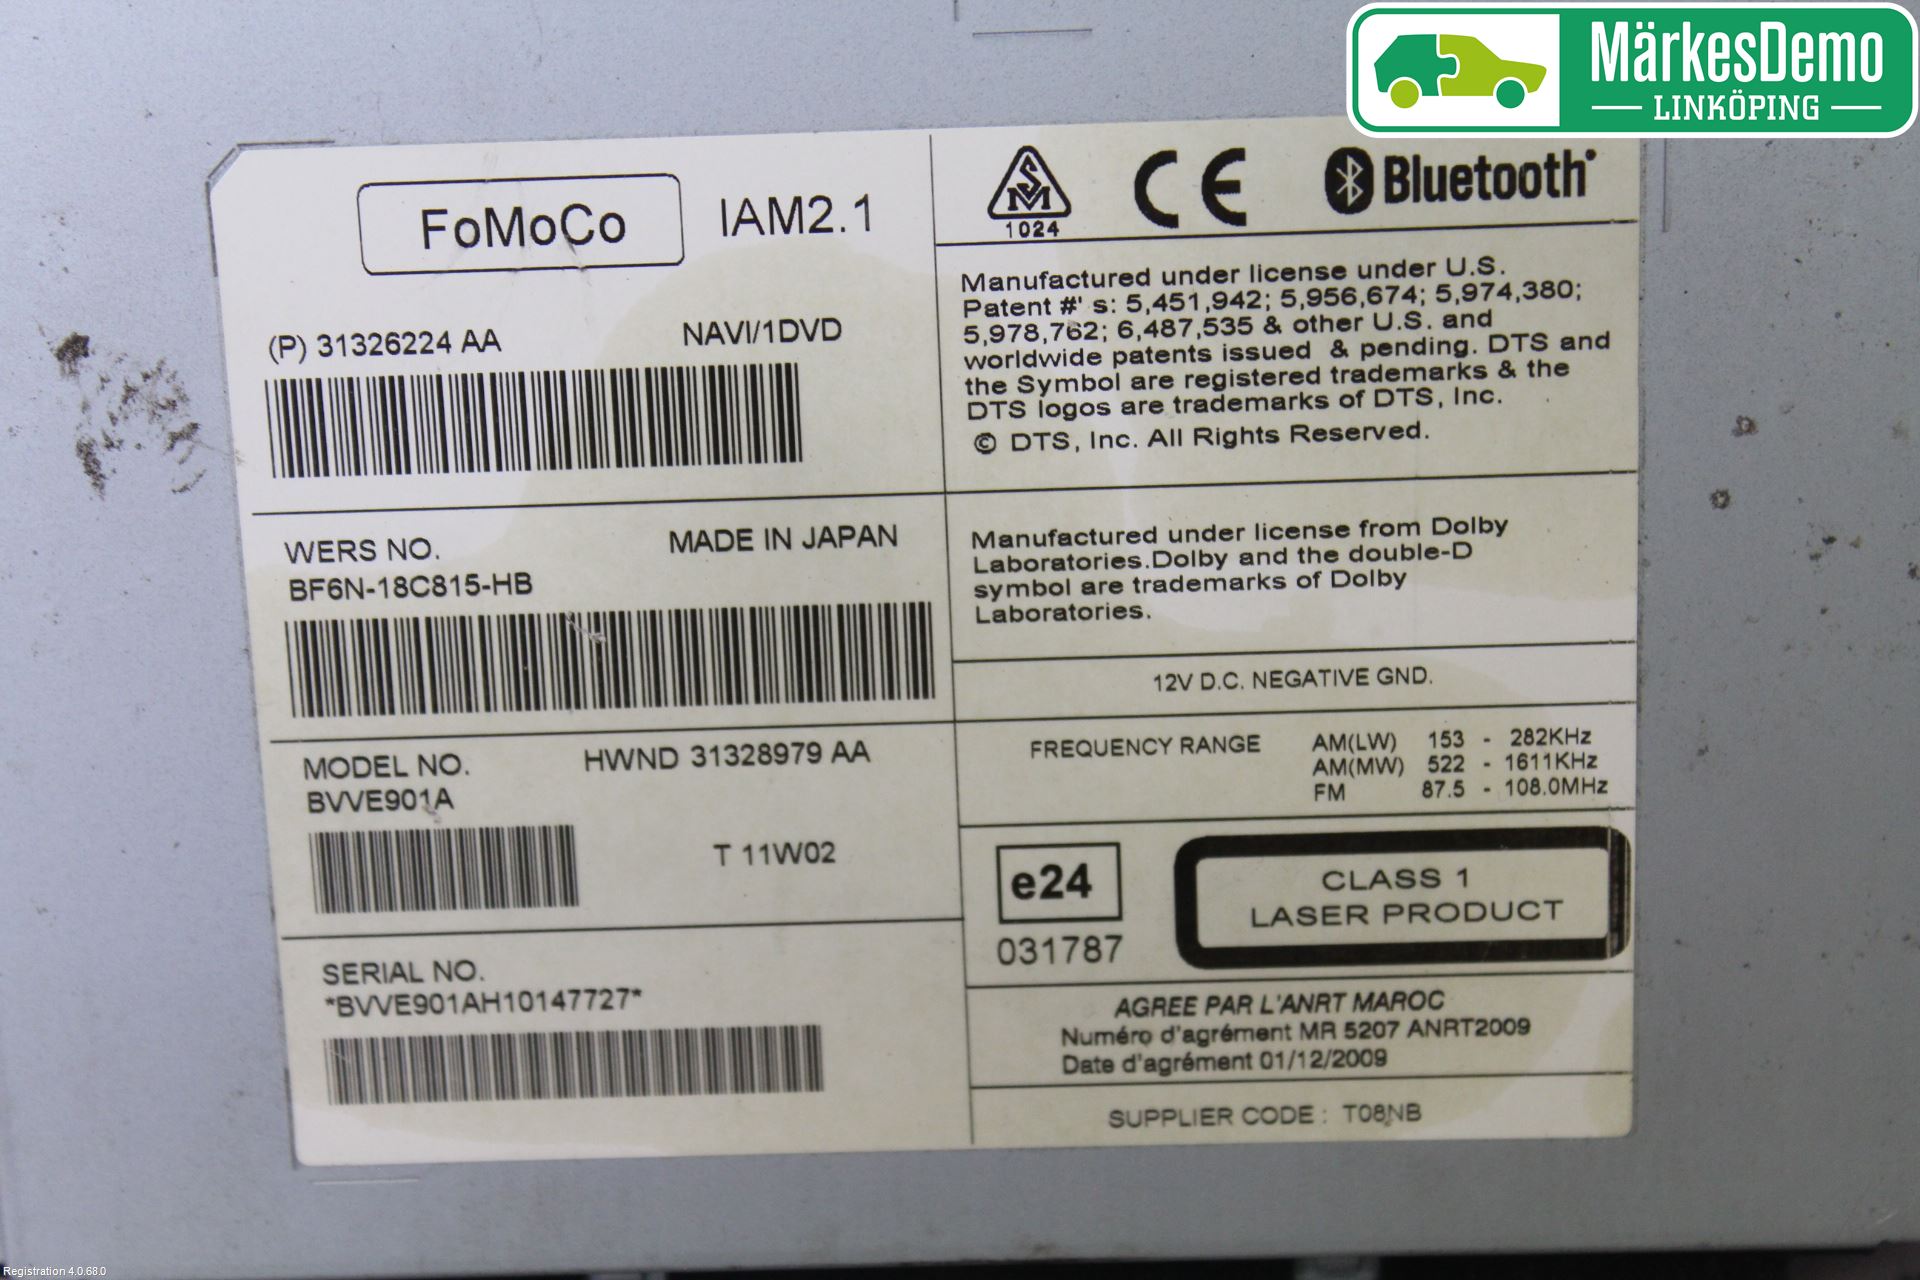 MärkesDemo
LINKÖPING
FoMoCo
IAM2.1
(P) 31326224 AA
NAVI/1DVD
WERS NO.
MADE IN JAPAN
BF6N-18C815-HB
MODEL NO.
HWND 31328979 AA
BVVE901A
T 11W02
SERIAL NO.
*BVVE901AH10147727*
SM
1024
CE
Bluetooth
Manufactured under license under U.S.
Patent #' s: 5,451,942; 5,956,674; 5,974,380;
5,978,762; 6,487,535 & other U.S. and
worldwide patents issued & pending. DTS and
the Symbol are registered trademarks & the
DTS logos are trademarks of DTS, Inc.
© DTS, Inc. All Rights Reserved.
Manufactured under license from Dolby
Laboratories.Dolby and the double-D
symbol are trademarks of Dolby
Laboratories.
12V D.C. NEGATIVE GND.
FREQUENCY RANGE
AM(LW) 153 - 282KHz
AM(MW) 522 - 1611KHz
FM 87.5 - 108.0MHz
e24
031787
CLASS 1
LASER PRODUCT
AGREE PAR L'ANRT MAROC
Numéro d'agrément MR 5207 ANRT2009
Date d'agrément 01/12/2009
SUPPLIER CODE : T08NB
Registration 4.0.68.0